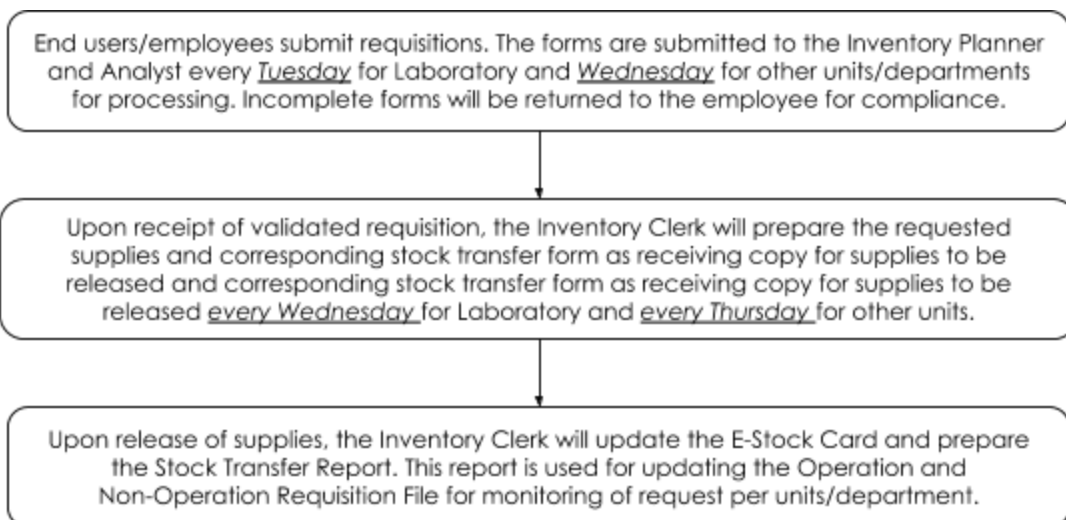 End users/employees submit requisitions. The forms are submitted to the Inventory Planner
and Analyst every Tuesday for Laboratory and Wednesday for other units/departments
for processing. Incomplete forms will be returned to the employee for compliance.
Upon receipt of validated requisition, the Inventory Clerk will prepare the requested
supplies and corresponding stock transfer form as receiving copy for supplies to be
released and corresponding stock transfer form as receiving copy for supplies to be
released every Wednesday for Laboratory and every Thursday for other units.
Upon release of supplies, the Inventory Clerk will update the E-Stock Card and prepare
the Stock Transfer Report. This report is used for updating the Operation and
Non-Operation Requisition File for monitoring of request per units/department.